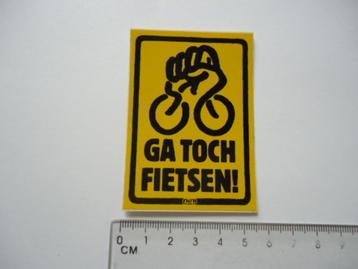 GA TOCH
FIETSEN!
0 1 2 3 4 5 6 7 8 9
CM